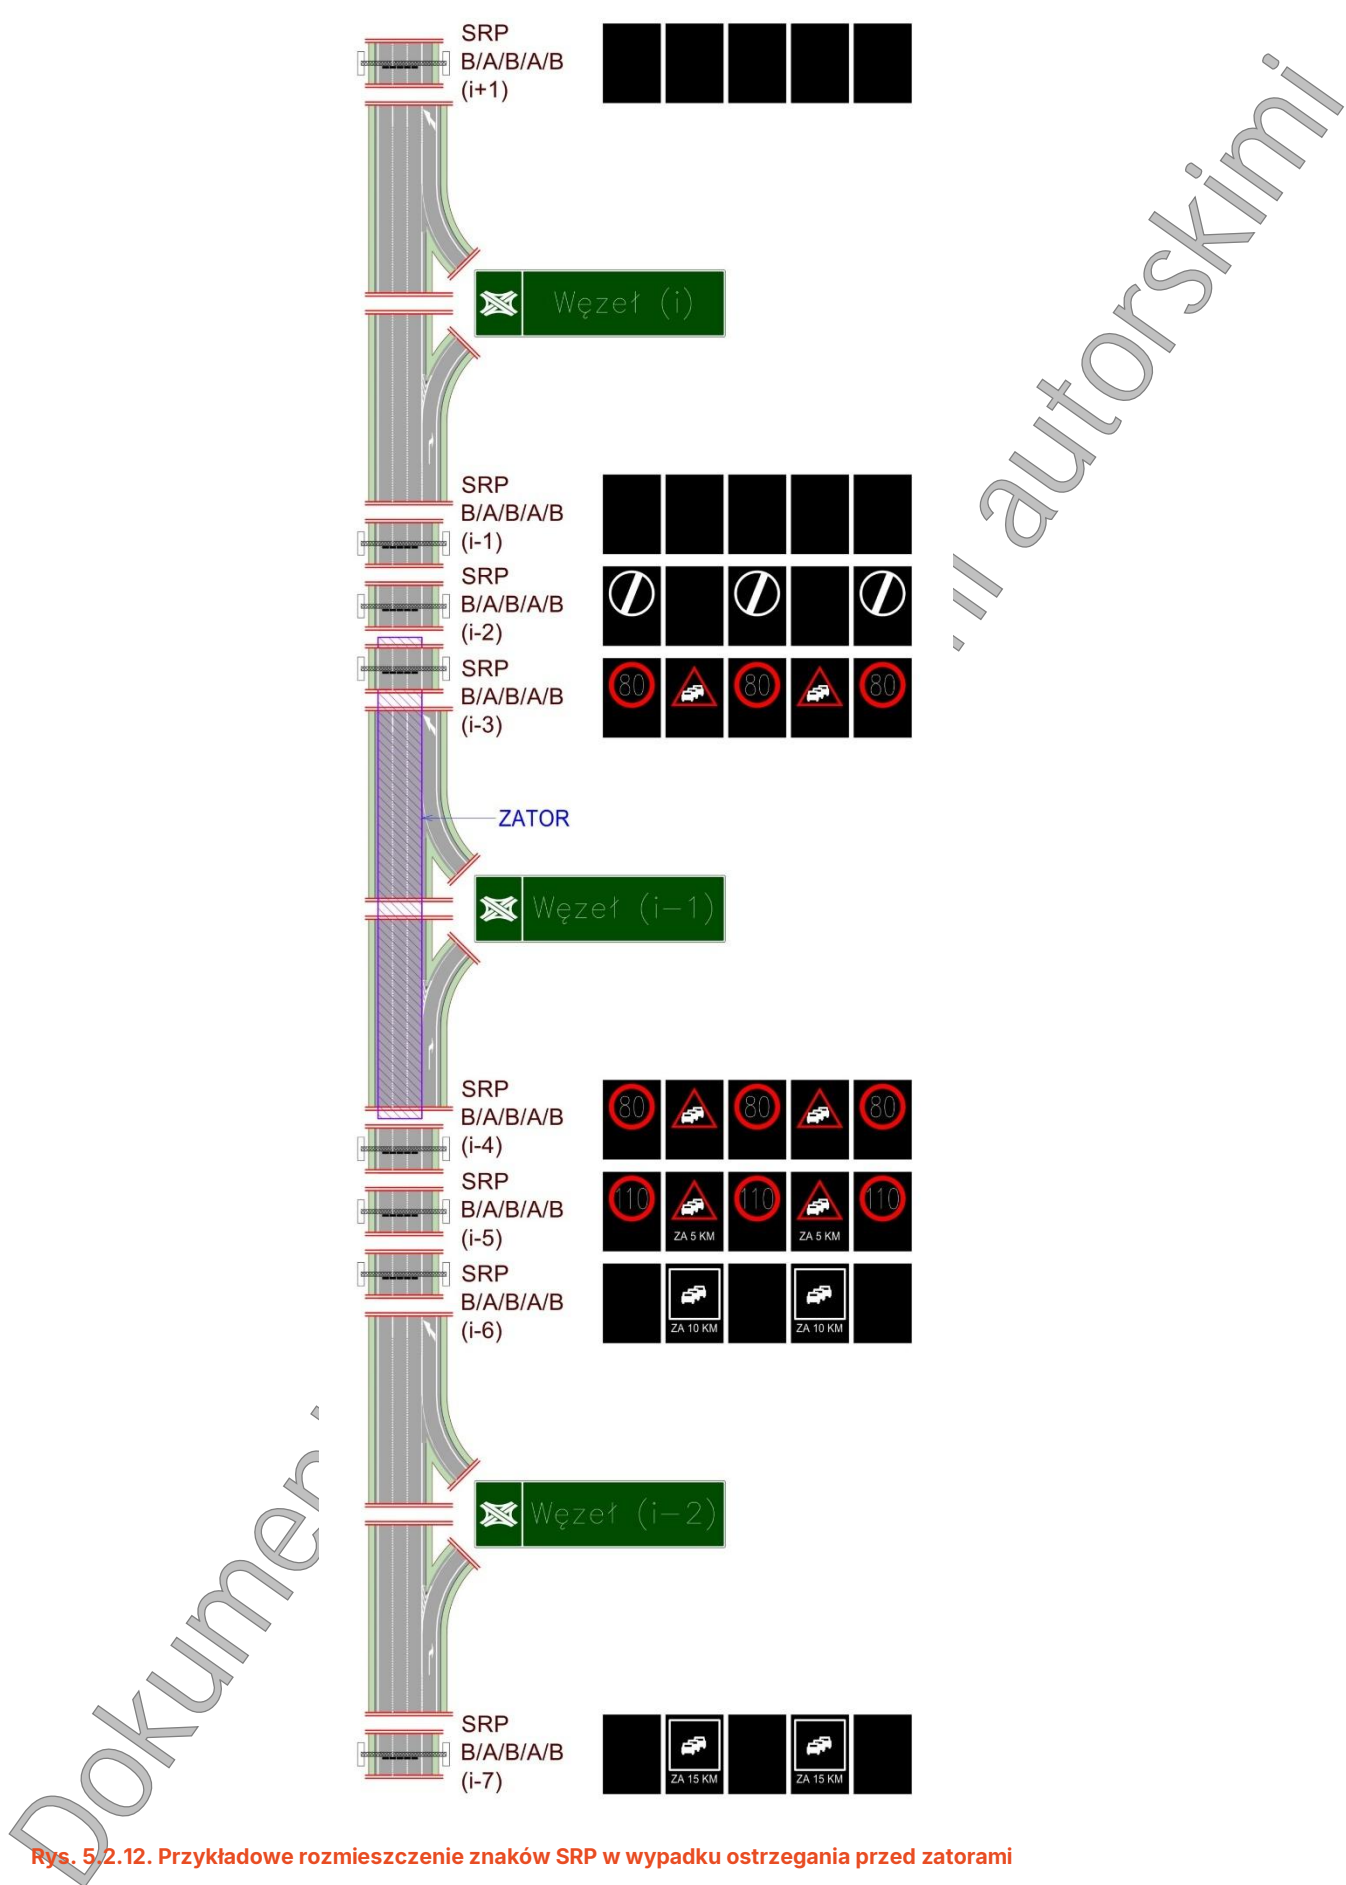 SRP
B/A/B/A/B
(i+1)
Węzeł (i)
SRP
B/A/B/A/B
(i-1)
SRP
B/A/B/A/B
(i-2)
SRP
B/A/B/A/B
(i-3)
80 80 80
ZATOR
Węzeł (i-1)
SRP
B/A/B/A/B
(i-4)
80 80 80
SRP
B/A/B/A/B
(i-5)
110 110 110
ZA 5 KM ZA 5 KM
SRP
B/A/B/A/B
(i-6)
ZA 10 KM ZA 10 KM
Węzeł (i-2)
SRP
B/A/B/A/B
(i-7)
ZA 15 KM ZA 15 KM
Rys. 5.2.12. Przykładowe rozmieszczenie znaków SRP w wypadku ostrzegania przed zatorami
autorskimi